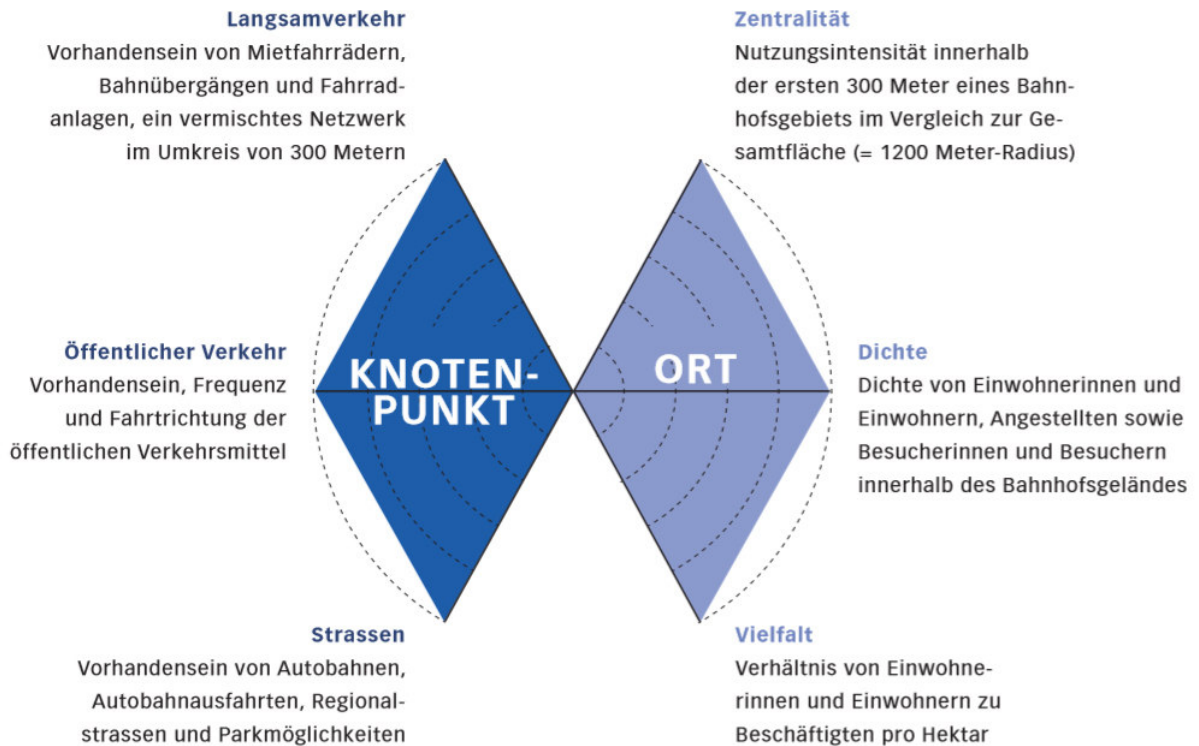 Langsamverkehr
Vorhandensein von Mietfahrrädern,
Bahnübergängen und Fahrrad-
anlagen, ein vermischtes Netzwerk
im Umkreis von 300 Metern
Zentralität
Nutzungsintensität innerhalb
der ersten 300 Meter eines Bahn-
hofsgebiets im Vergleich zur Ge-
samtfläche (= 1200 Meter-Radius)
Öffentlicher Verkehr
Vorhandensein, Frequenz
und Fahrtrichtung der
öffentlichen Verkehrsmittel
KNOTEN-
PUNKT
ORT
Dichte
Dichte von Einwohnerinnen und
Einwohnern, Angestellten sowie
Besucherinnen und Besuchern
innerhalb des Bahnhofsgeländes
Strassen
Vorhandensein von Autobahnen,
Autobahnausfahrten, Regional-
strassen und Parkmöglichkeiten
Vielfalt
Verhältnis von Einwohne-
rinnen und Einwohnern zu
Beschäftigten pro Hektar